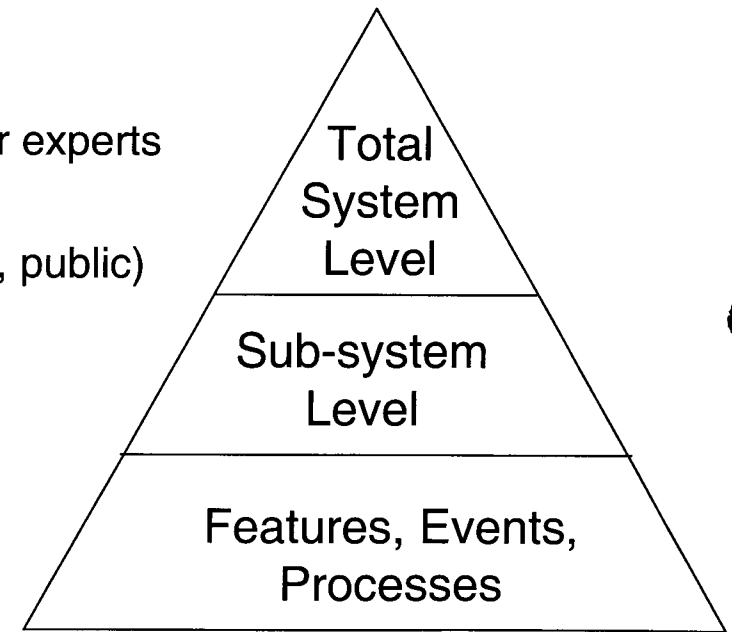 r experts
, public)
Total
System
Level
Sub-system
Level
Features, Events,
Processes